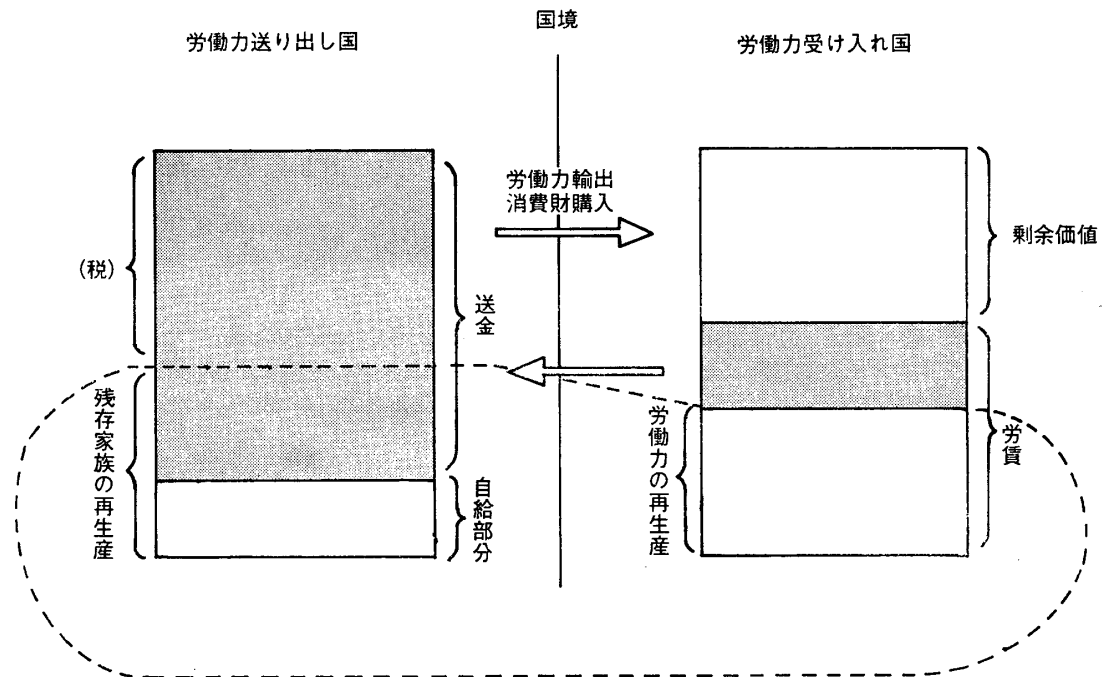 国境
労働力送り出し国
労働力受け入れ国
労働力輸出
消費財購入
剰余価値
(税)
送金
残存家族の再生産
自給部分
労働力の再生産
労賃